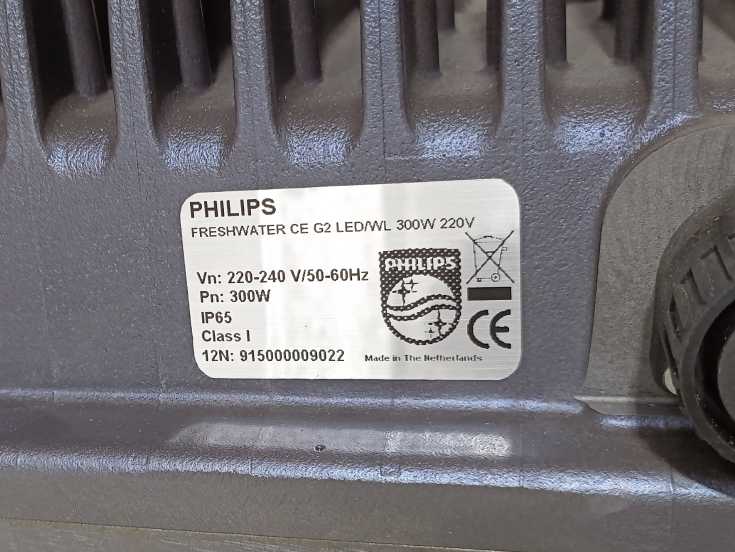 PHILIPS
FRESHWATER CE G2 LED/WL 300W 220V
Vn: 220-240 V/50-60Hz
Pn: 300W
IP65
Class I
12N: 915000009022
PHILIPS
CE
Made in The Netherlands